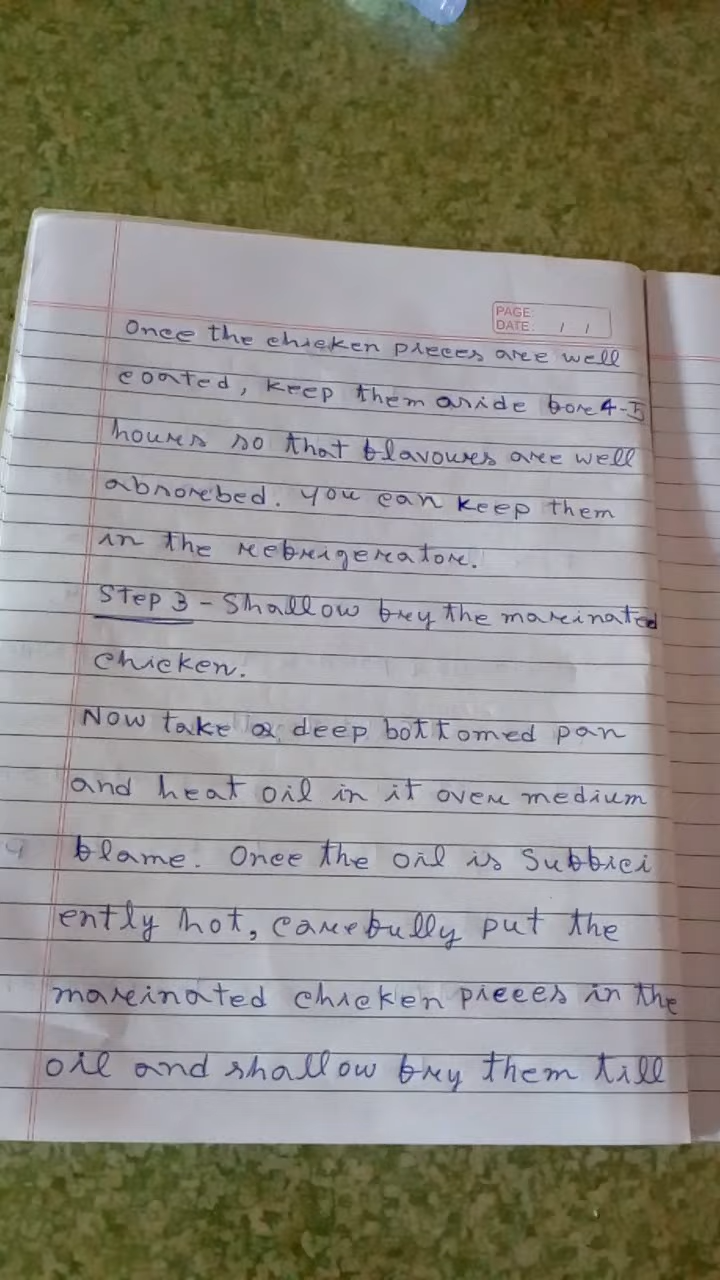 PAGE:
DATE: / /
Once the chicken pieces are well
coated, keep them aside for 4-5
hours so that flavours are well
absorbed. You can keep them
in the refrigerator.
Step 3 - Shallow fry the marinated
chicken.
Now take a deep bottomed pan
and heat oil in it over medium
flame. Once the oil is Suffici
ently hot, carefully put the
marinated chicken pieces in the
oil and shallow fry them till